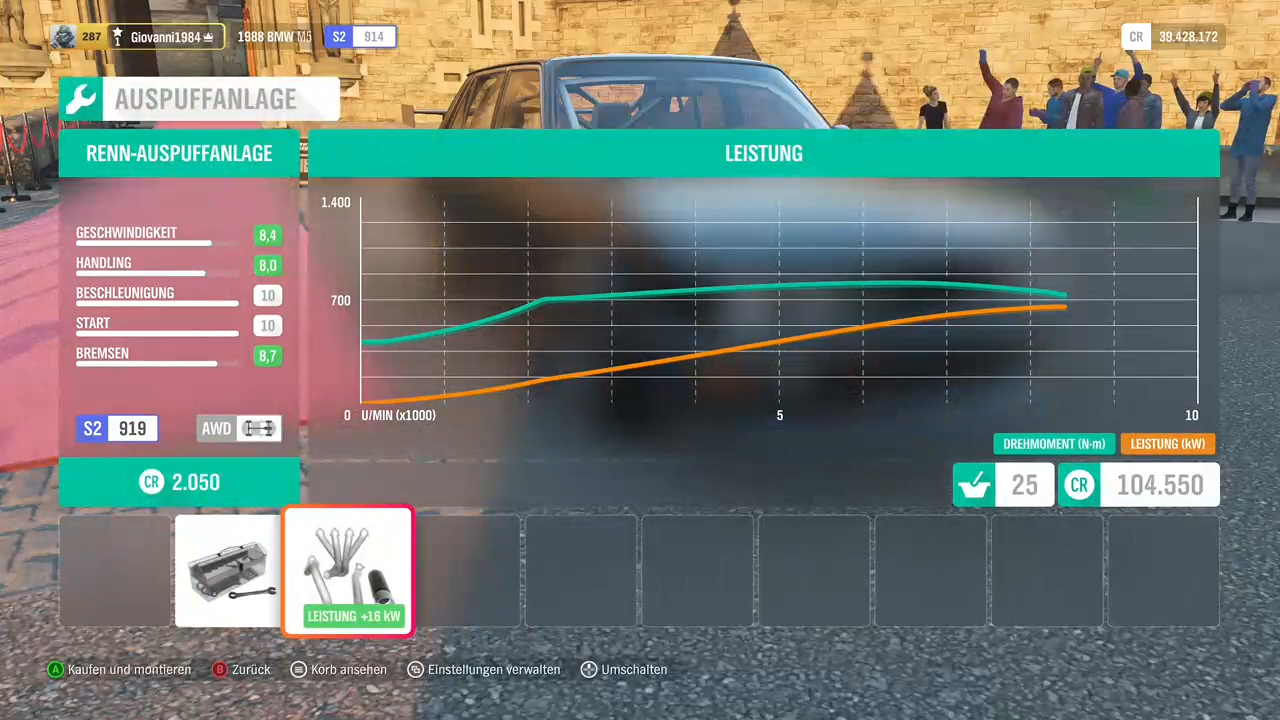 287 Giovanni1984 1988 BMW M5 S2 914
CR 39.428.172
AUSPUFFANLAGE
RENN-AUSPUFFANLAGE
GESCHWINDIGKEIT 8,4
HANDLING 8,0
BESCHLEUNIGUNG 10
START 10
BREMSEN 8,7
S2 919 AWD
CR 2.050
LEISTUNG
1.400
700
0 U/MIN (x1000) 5 10
DREHMOMENT (N·m) LEISTUNG (kW)
25 CR 104.550
LEISTUNG +16 kW
A Kaufen und montieren B Zurück Korb ansehen Einstellungen verwalten Umschalten